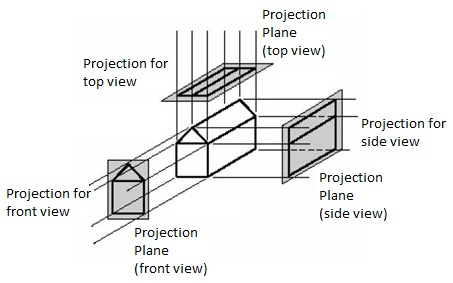 Projection
Plane
(top view)
Projection for
top view
Projection for
side view
Projection
Plane
(side view)
Projection for
front view
Projection
Plane
(front view)